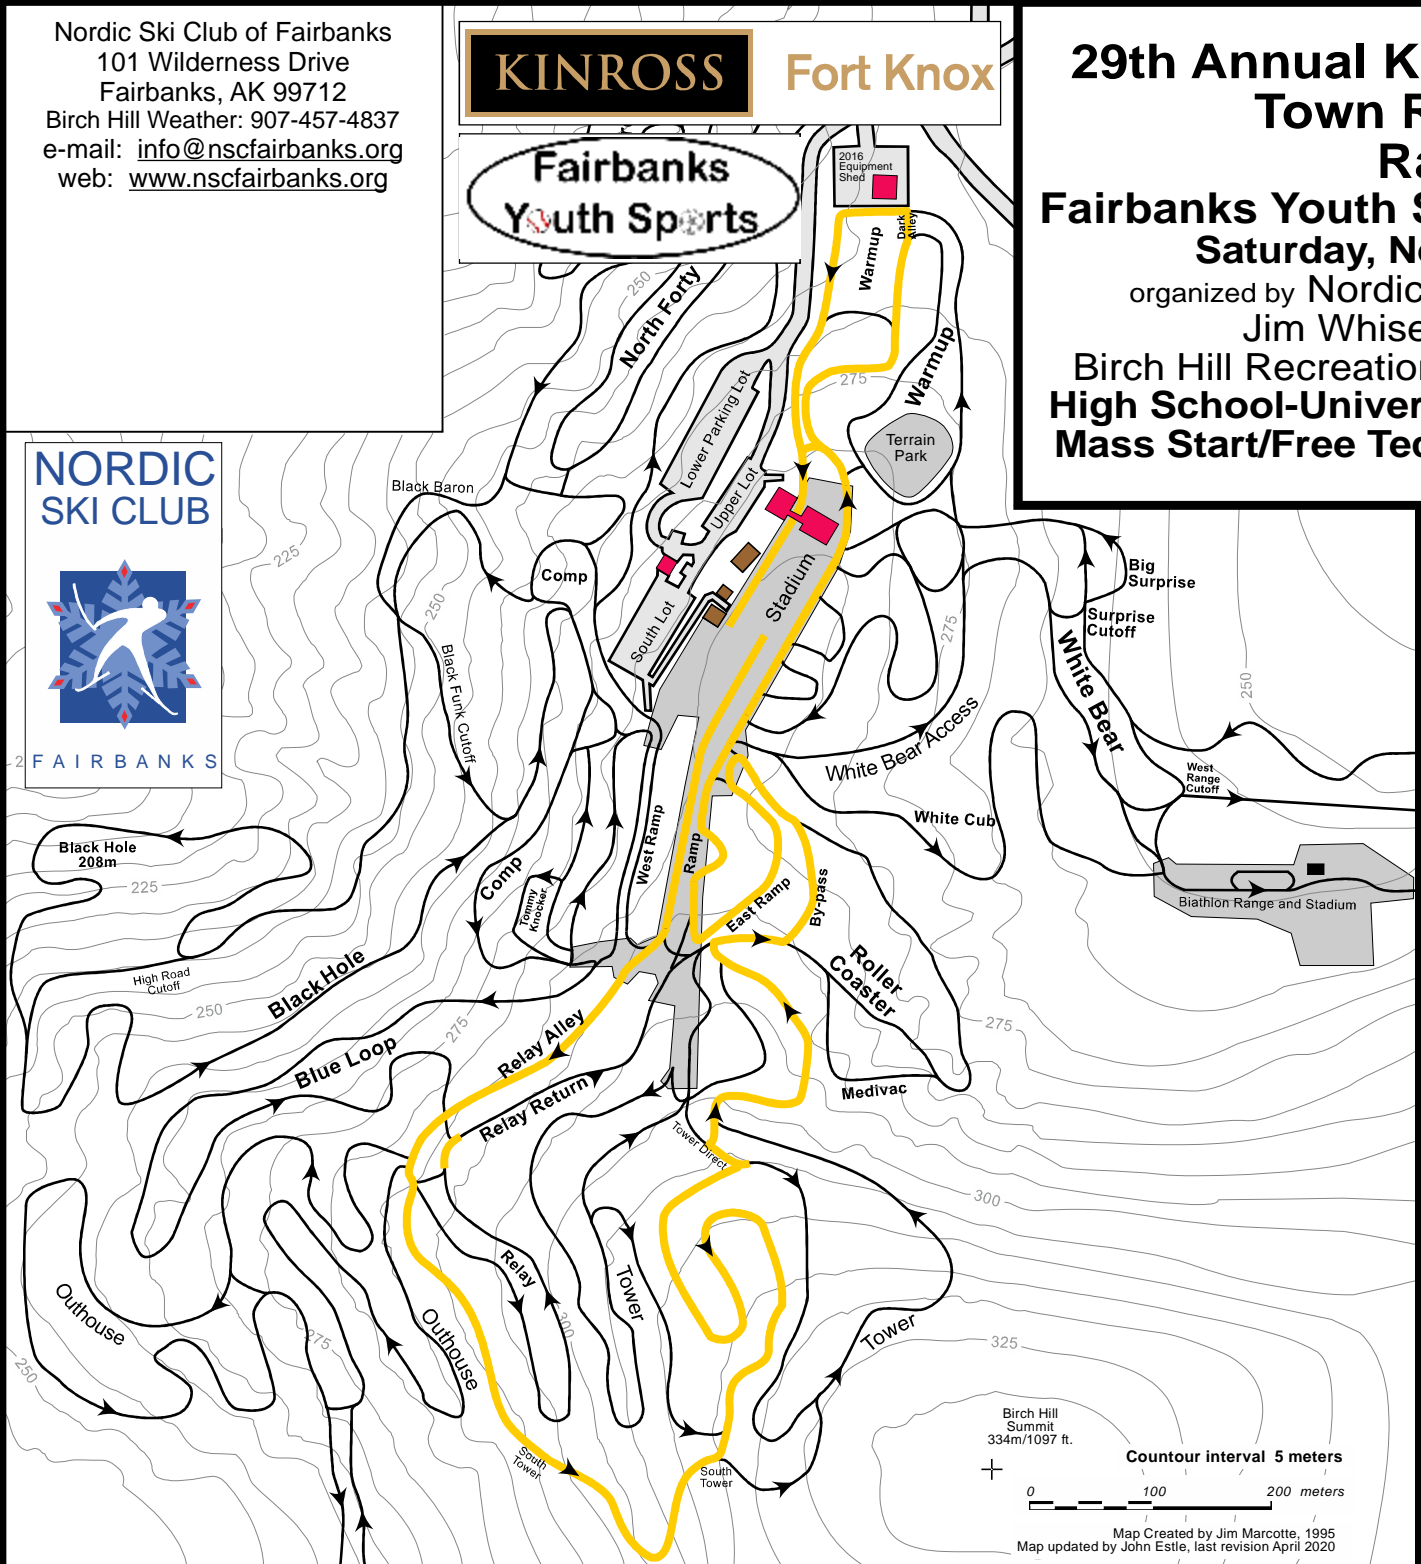 Nordic Ski Club of Fairbanks
101 Wilderness Drive
Fairbanks, AK 99712
Birch Hill Weather: 907-457-4837
e-mail: info@nscfairbanks.org
web: www.nscfairbanks.org
KINROSS Fort Knox
Fairbanks
Youth Sports
29th Annual K
Town R
Ra
Fairbanks Youth S
Saturday, No
organized by Nordic
Jim Whise
Birch Hill Recreation
High School-Univer
Mass Start/Free Tec
NORDIC
SKI CLUB
FAIRBANKS
2016
Equipment
Shed
Dark
Alley
Warmup
Warmup
250
North Forty
275
Terrain
Park
Lower Parking Lot
Upper Lot
South Lot
Stadium
Black Baron
225
250
Comp
Black Funk Cutoff
275
Big
Surprise
Surprise
Cutoff
White Bear
250
White Bear Access
West
Range
Cutoff
White Cub
Black Hole
208m
225
Comp
Tommy
Knocker
West Ramp
Ramp
East Ramp
By-pass
Biathlon Range and Stadium
High Road
Cutoff
Black Hole
250
Roller
Coaster
275
275
Relay Alley
Blue Loop
Relay Return
Medivac
Tower Direct
300
Outhouse
Relay
Tower
300
275
250
Outhouse
Tower
325
South
Tower
South
Tower
Birch Hill
Summit
334m/1097 ft.
Countour interval 5 meters
0 100 200 meters
Map Created by Jim Marcotte, 1995
Map updated by John Estle, last revision April 2020